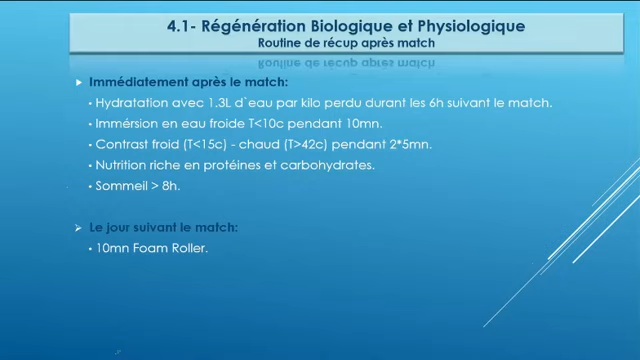 4.1- Régénération Biologique et Physiologique
Routine de récup après match
Immédiatement après le match:
Hydratation avec 1.3L d`eau par kilo perdu durant les 6h suivant le match.
Immérsion en eau froide T<10c pendant 10mn.
Contrast froid (T<15c) - chaud (T>42c) pendant 2*5mn.
Nutrition riche en protéines et carbohydrates.
Sommeil > 8h.
Le jour suivant le match:
10mn Foam Roller.